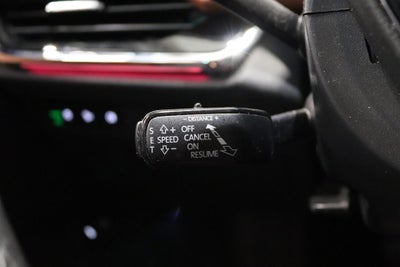 − DISTANCE +
S ⇧+ OFF
E SPEED CANCEL
T ⇩− ON
RESUME